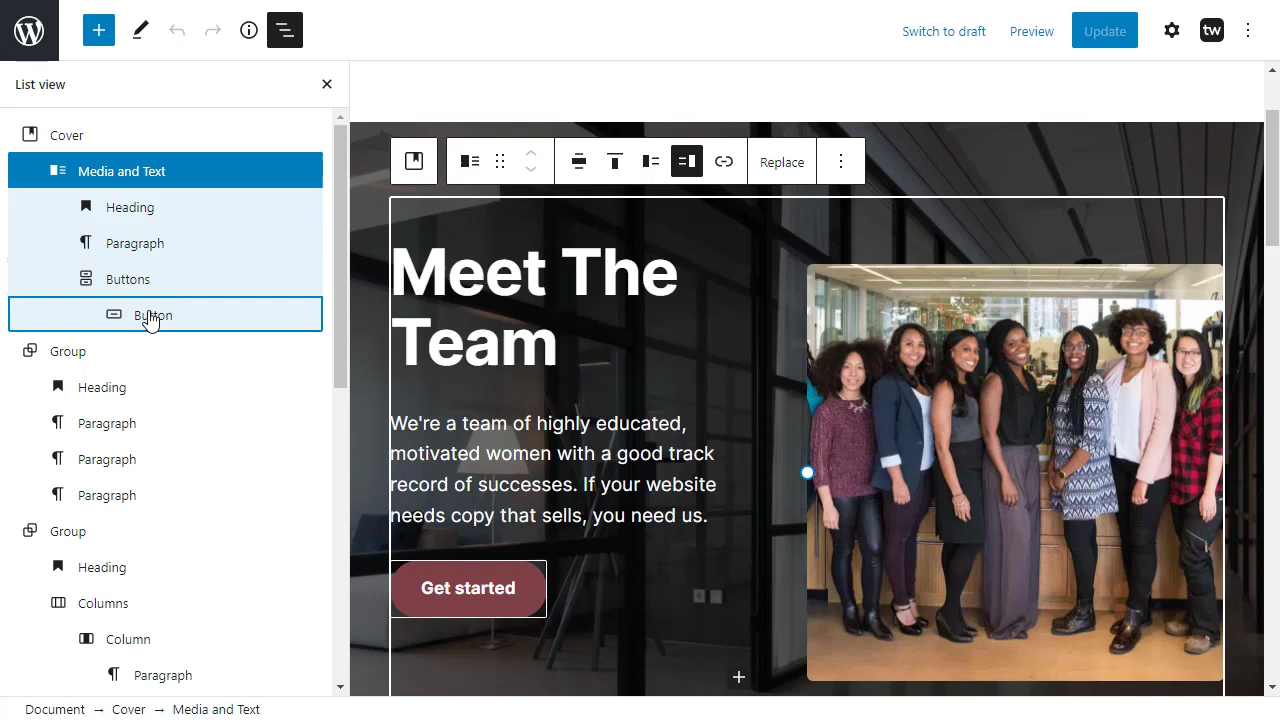 Switch to draft
Preview
Update
tw
List view
Cover
Media and Text
Heading
Paragraph
Buttons
Button
Group
Heading
Paragraph
Paragraph
Paragraph
Group
Heading
Columns
Column
Paragraph
Replace
Meet The
Team
We're a team of highly educated,
motivated women with a good track
record of successes. If your website
needs copy that sells, you need us.
Get started
Document → Cover → Media and Text